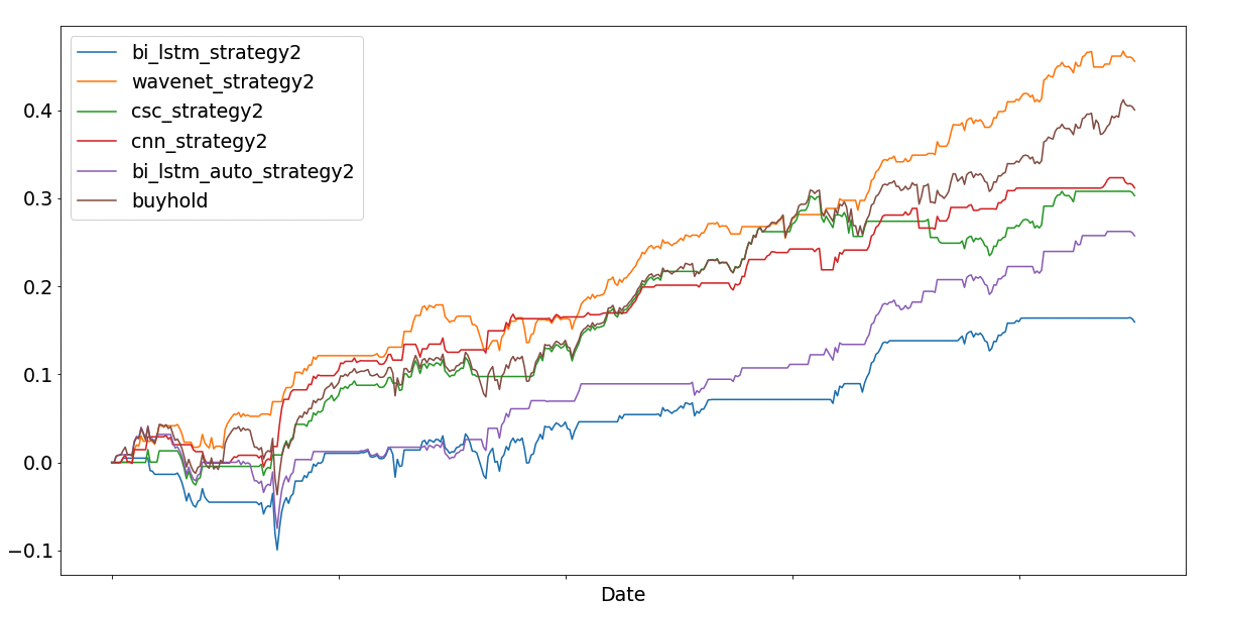 bi_lstm_strategy2
wavenet_strategy2
csc_strategy2
cnn_strategy2
bi_lstm_auto_strategy2
buyhold
0.4
0.3
0.2
0.1
0.0
−0.1
Date